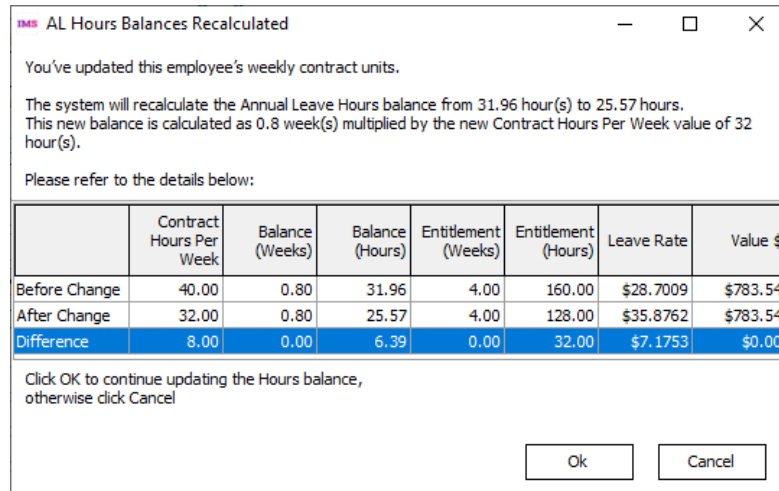 IMS AL Hours Balances Recalculated
You've updated this employee's weekly contract units.
The system will recalculate the Annual Leave Hours balance from 31.96 hour(s) to 25.57 hours.
This new balance is calculated as 0.8 week(s) multiplied by the new Contract Hours Per Week value of 32
hour(s).
Please refer to the details below:
Contract Hours Per Week Balance (Weeks) Balance (Hours) Entitlement (Weeks) Entitlement (Hours) Leave Rate Value $
Before Change 40.00 0.80 31.96 4.00 160.00 $28.7009 $783.54
After Change 32.00 0.80 25.57 4.00 128.00 $35.8762 $783.54
Difference 8.00 0.00 6.39 0.00 32.00 $7.1753 $0.00
Click OK to continue updating the Hours balance,
otherwise click Cancel
Ok Cancel